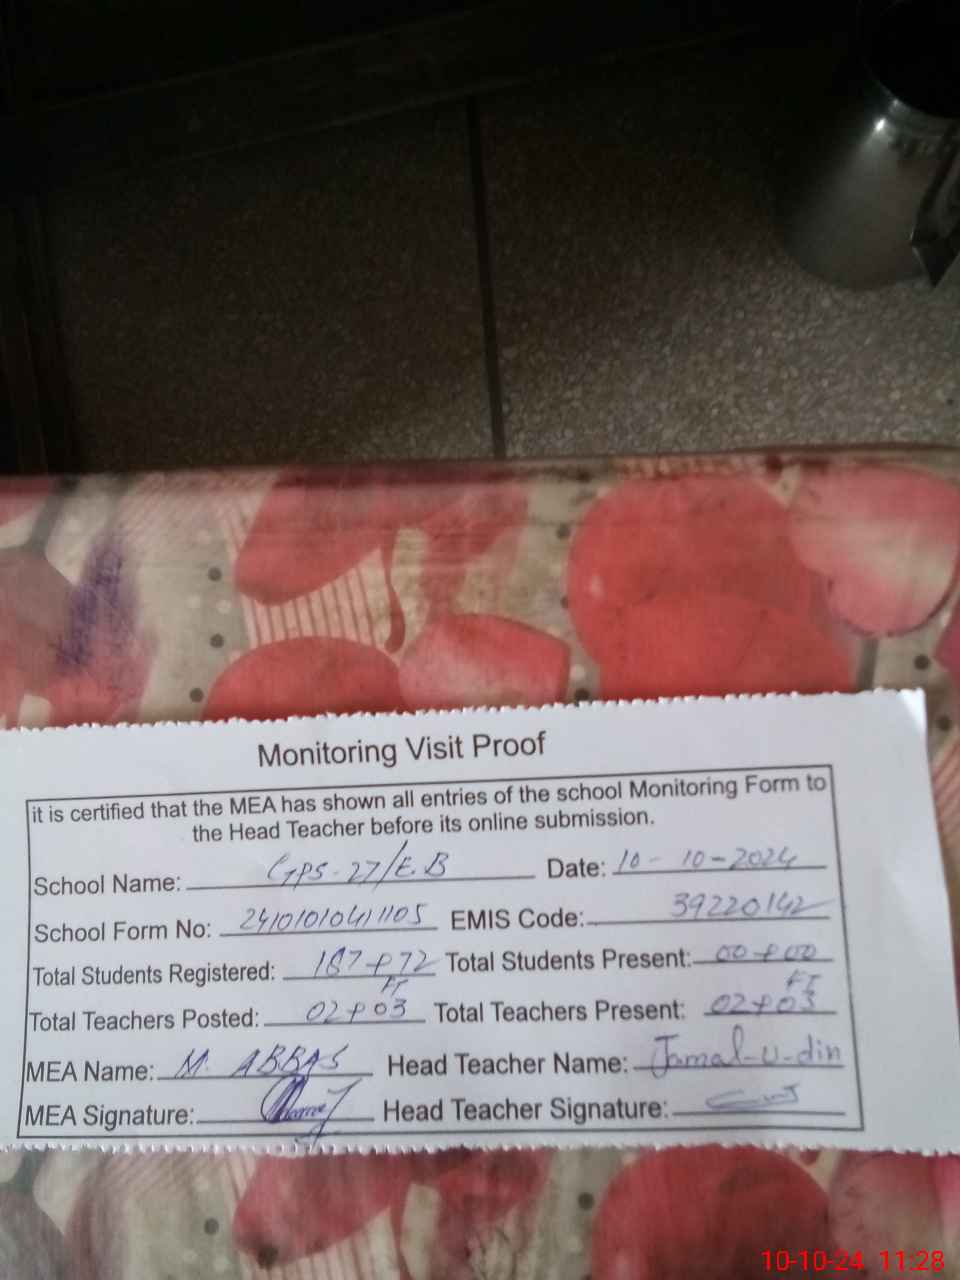 Monitoring Visit Proof
it is certified that the MEA has shown all entries of the school Monitoring Form to
the Head Teacher before its online submission.
School Name: GPS-27/E.B Date: 10-10-2024
School Form No: 2410101041105 EMIS Code: 39220142
Total Students Registered: 187+72 Total Students Present: 00+00
FT FT
Total Teachers Posted: 02+03 Total Teachers Present: 02+03
MEA Name: M. ABBAS Head Teacher Name: Jamal-u-din
MEA Signature: Head Teacher Signature:
10-10-24 11:28